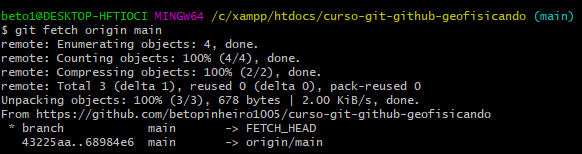 beto1@DESKTOP-HFTIOCI MINGW64 /c/xampp/htdocs/curso-git-github-geofisicando (main)
$ git fetch origin main
remote: Enumerating objects: 4, done.
remote: Counting objects: 100% (4/4), done.
remote: Compressing objects: 100% (2/2), done.
remote: Total 3 (delta 1), reused 0 (delta 0), pack-reused 0
Unpacking objects: 100% (3/3), 678 bytes | 2.00 KiB/s, done.
From https://github.com/betopinheiro1005/curso-git-github-geofisicando
 * branch            main       -> FETCH_HEAD
   43225aa..68984e6  main       -> origin/main